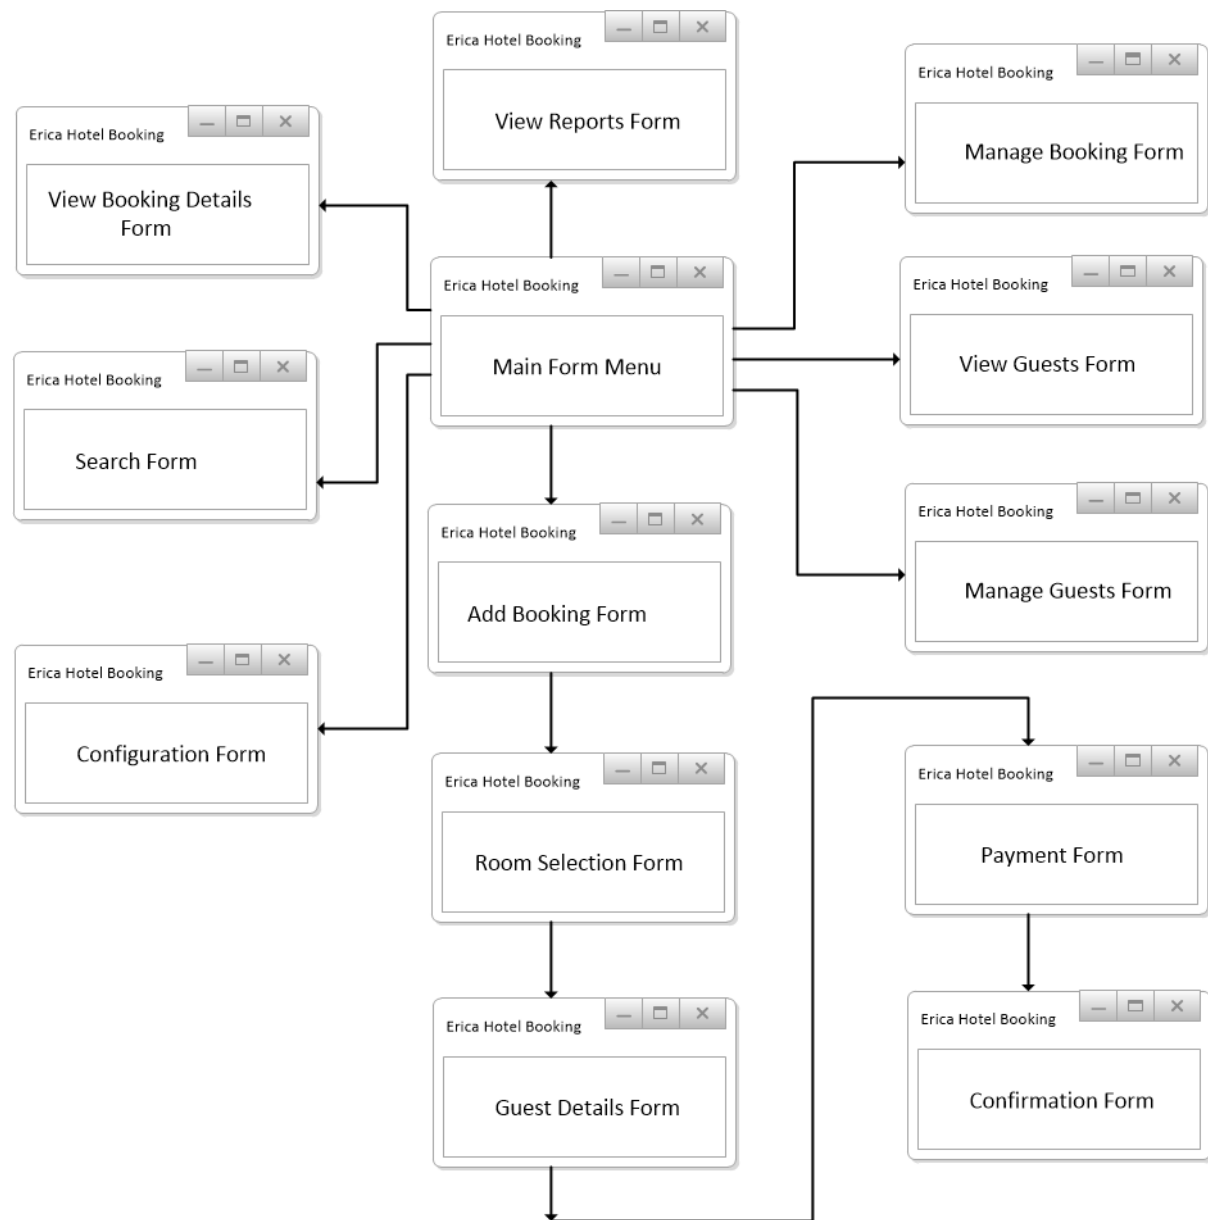 Erica Hotel Booking
View Reports Form
Erica Hotel Booking
Manage Booking Form
Erica Hotel Booking
View Booking Details
Form
Erica Hotel Booking
Main Form Menu
Erica Hotel Booking
View Guests Form
Erica Hotel Booking
Search Form
Erica Hotel Booking
Add Booking Form
Erica Hotel Booking
Manage Guests Form
Erica Hotel Booking
Configuration Form
Erica Hotel Booking
Room Selection Form
Erica Hotel Booking
Payment Form
Erica Hotel Booking
Guest Details Form
Erica Hotel Booking
Confirmation Form